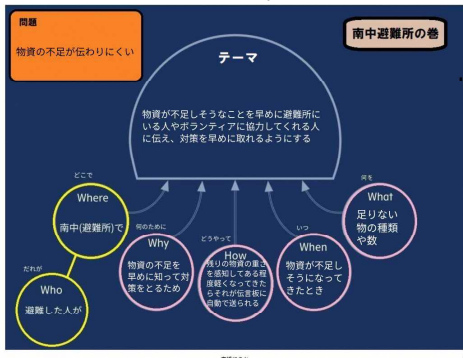 問題
物資の不足が伝わりにくい
南中避難所の巻
テーマ
物資が不足しそうなことを早めに避難所に
いる人やボランティアに協力してくれる人
に伝え、対策を早めに取れるようにする
どこで
Where
南中(避難所)で
だれが
Who
避難した人が
何のために
Why
物資の不足を
早めに知って対
策をとるため
どうやって
How
残りの物資の重さ
を感知してある程
度軽くなってきた
らそれが伝言板に
自動で送られる
いつ
When
物資が不足し
そうになって
きたとき
何を
What
足りない
物の種類
や数